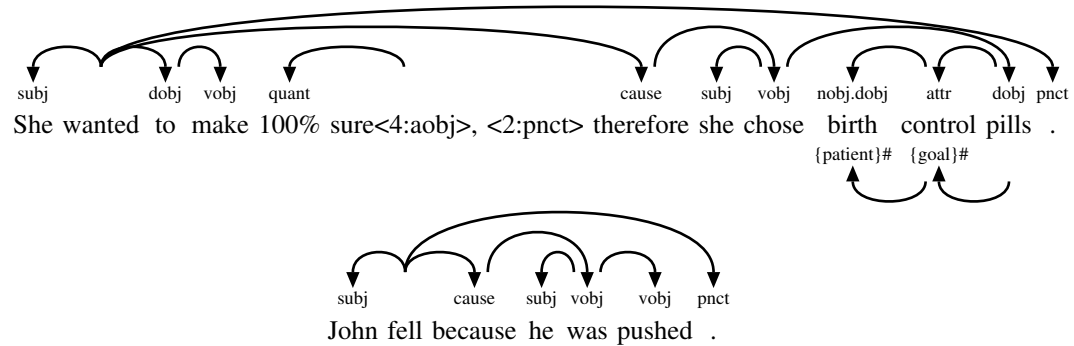 subj dobj vobj quant cause subj vobj nobj.dobj attr dobj pnct
She wanted to make 100% sure<4:aobj>, <2:pnct> therefore she chose birth control pills .
{patient}# {goal}#
subj cause subj vobj vobj pnct
John fell because he was pushed .